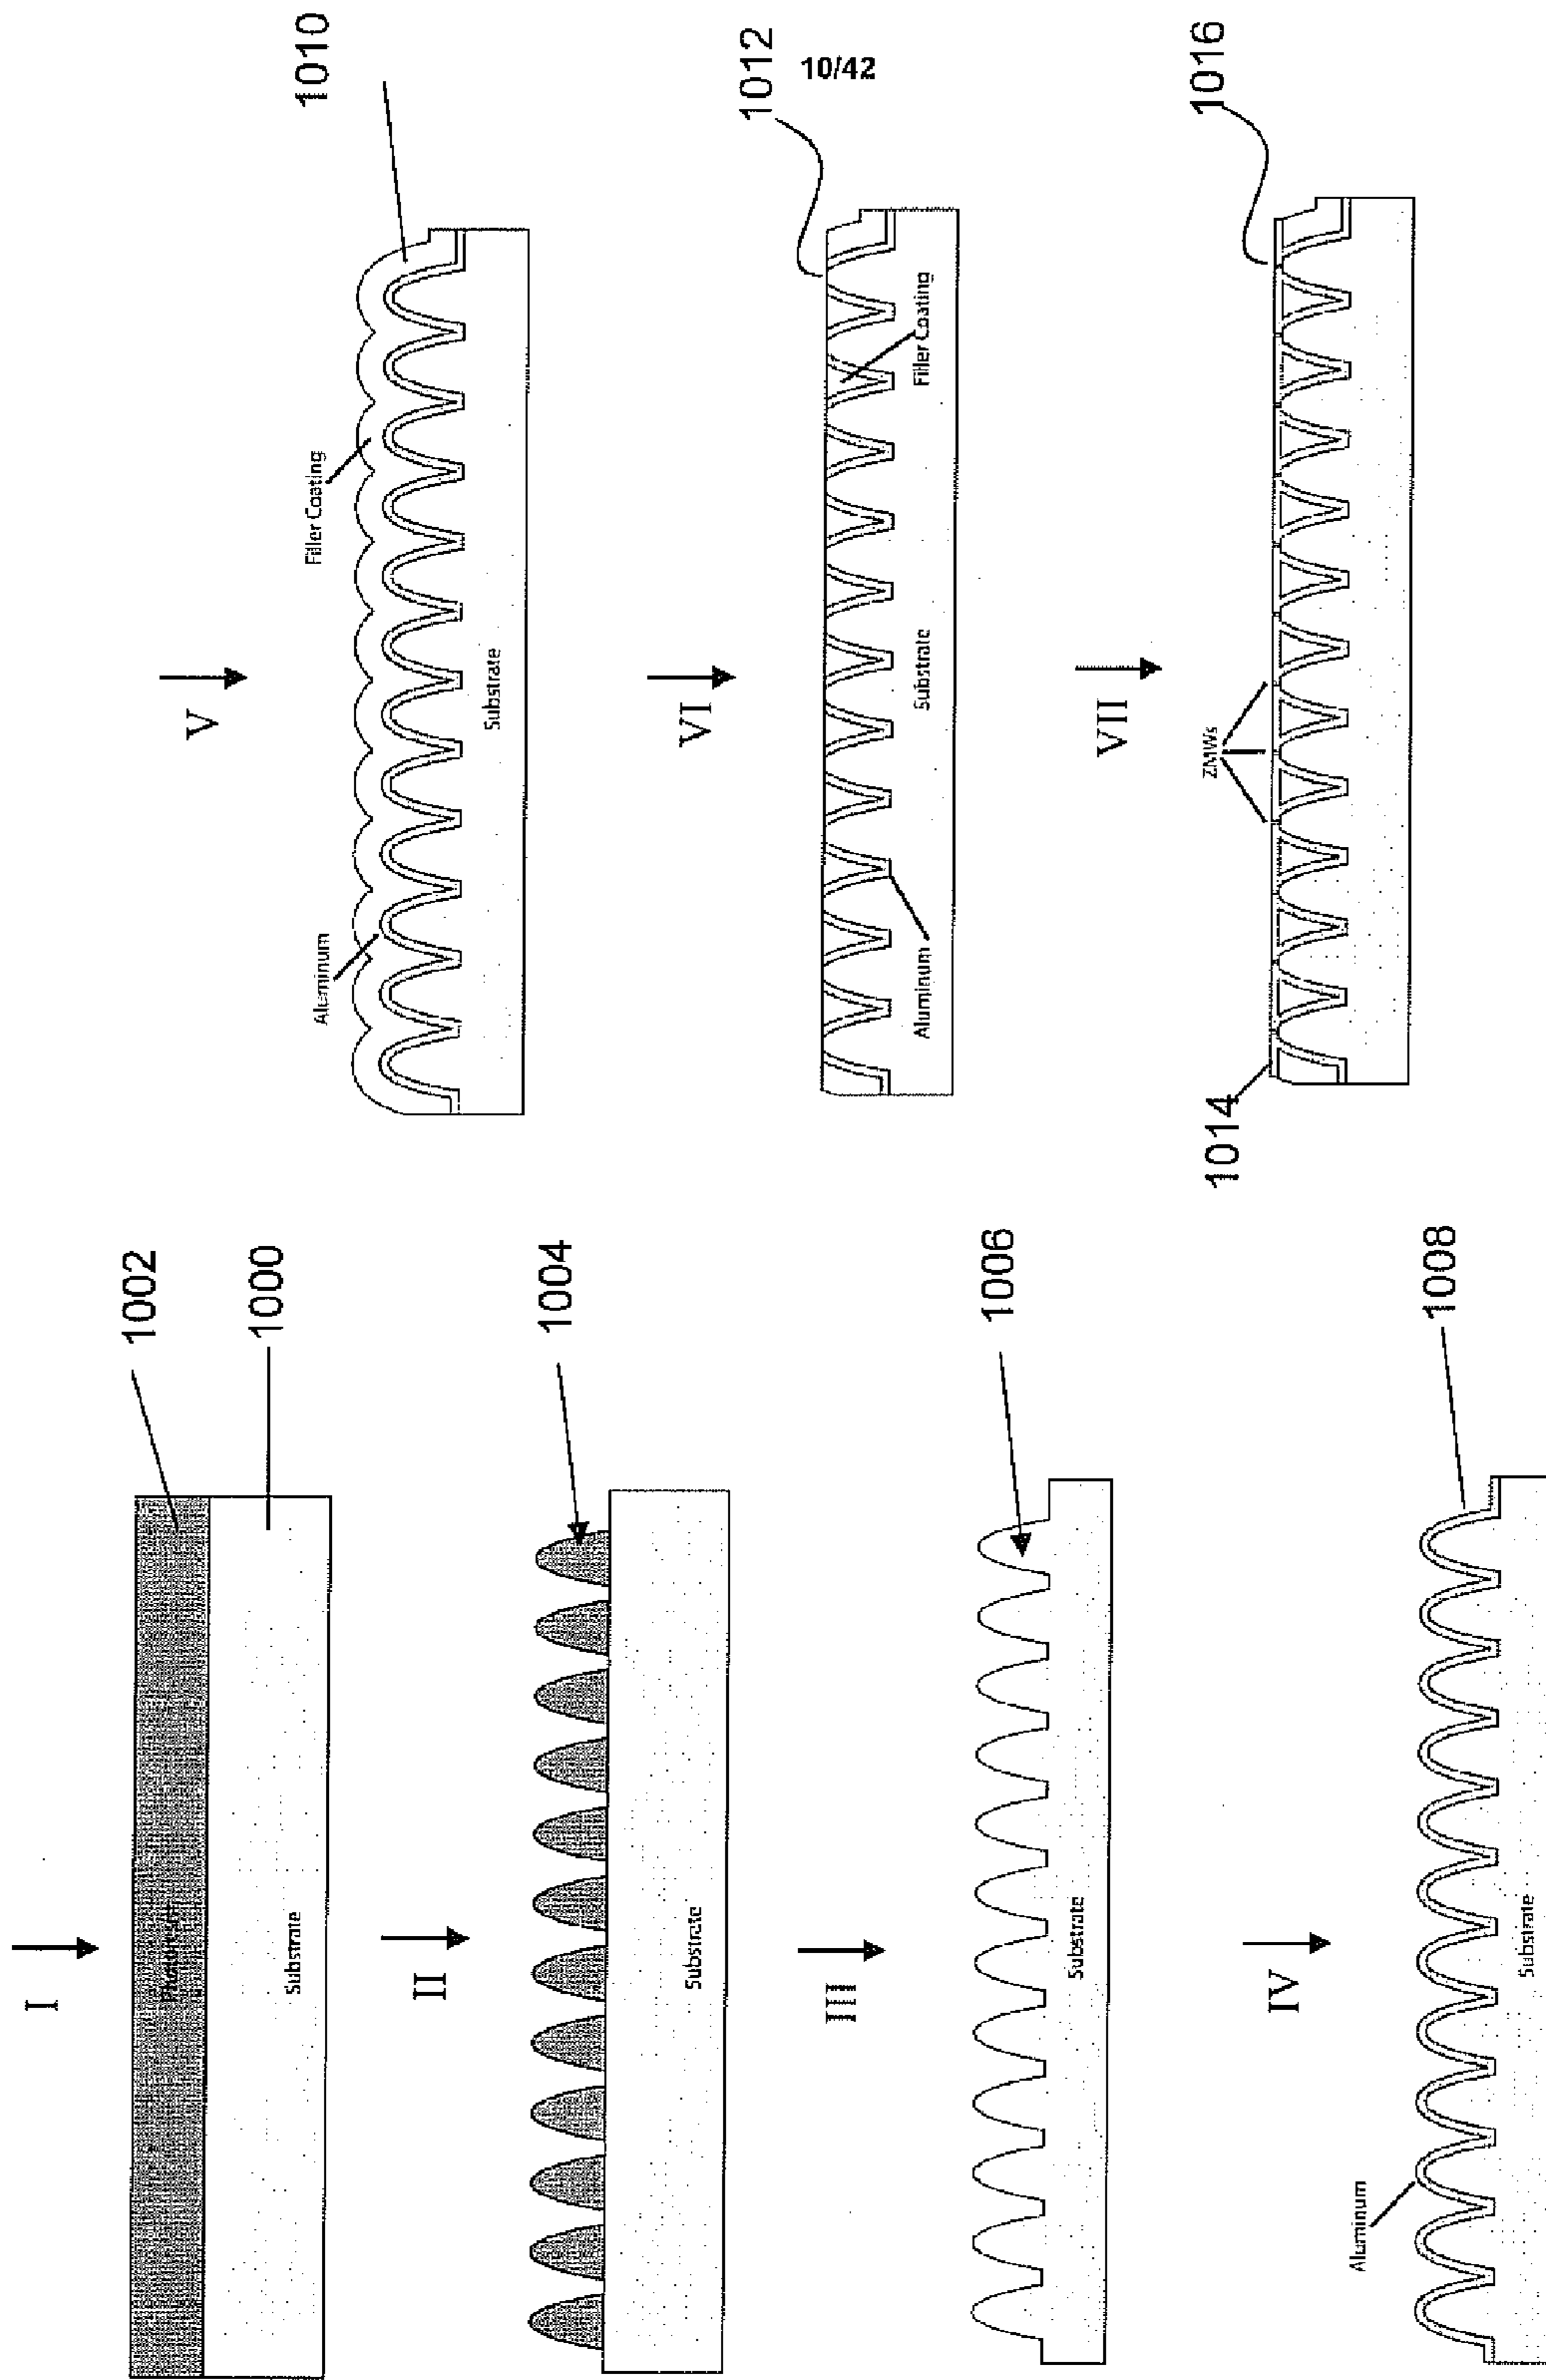 10/42
I
1002
Substrate
1000
II
1004
Substrate
III
1006
Substrate
IV
1008
Aluminum
Substrate
V
1010
Filler Coating
Aluminum
Substrate
VI
1012
Filler Coating
Substrate
Aluminum
VII
1016
ZMWs
1014